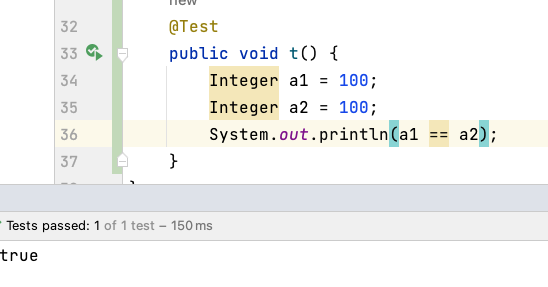 new
32 @Test
33 public void t() {
34 Integer a1 = 100;
35 Integer a2 = 100;
36 System.out.println(a1 == a2);
37 }
Tests passed: 1 of 1 test – 150 ms
true